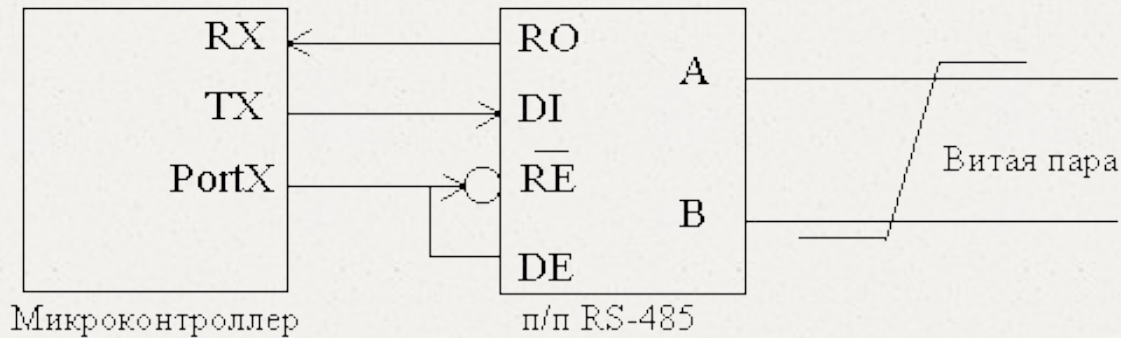 RX
TX
PortX
Микроконтроллер
RO
DI
RE
DE
A
B
п/п RS-485
Витая пара